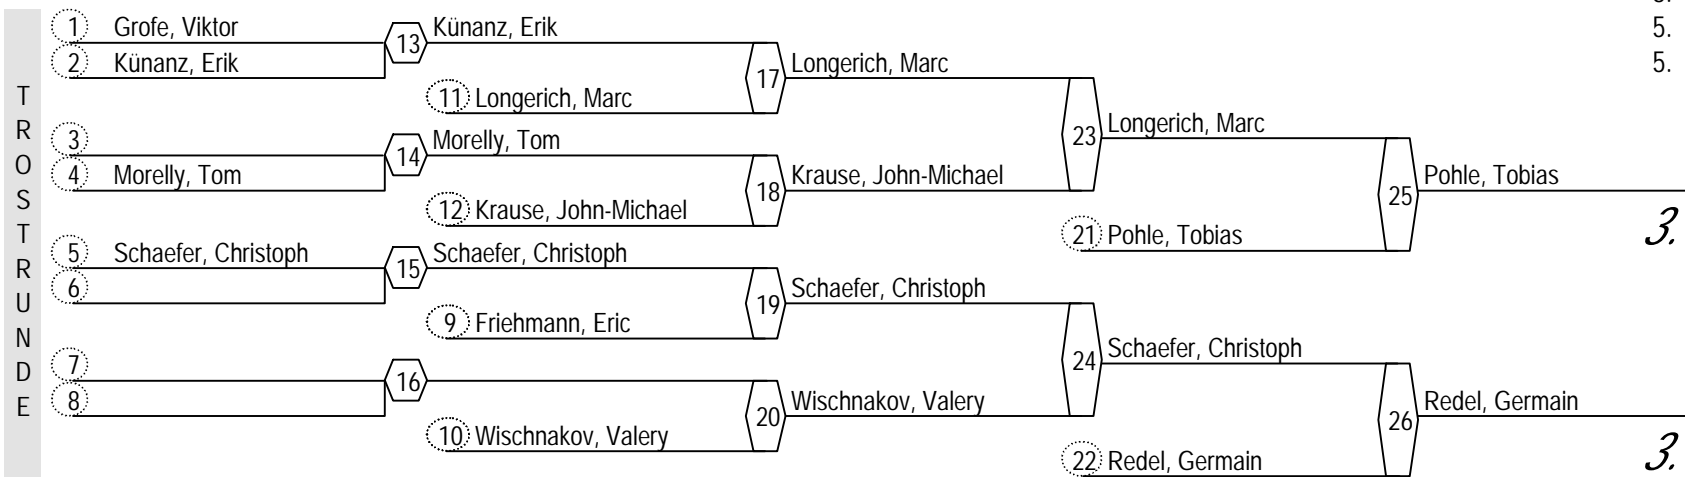 TROSTRUNDE
5.
5.
1 Grofe, Viktor
2 Künanz, Erik
13 Künanz, Erik
11 Longerich, Marc
17 Longerich, Marc
3
4 Morelly, Tom
14 Morelly, Tom
12 Krause, John-Michael
18 Krause, John-Michael
23 Longerich, Marc
21 Pohle, Tobias
25 Pohle, Tobias
3.
5 Schaefer, Christoph
6
15 Schaefer, Christoph
9 Friehmann, Eric
19 Schaefer, Christoph
7
8
16
10 Wischnakov, Valery
20 Wischnakov, Valery
24 Schaefer, Christoph
22 Redel, Germain
26 Redel, Germain
3.